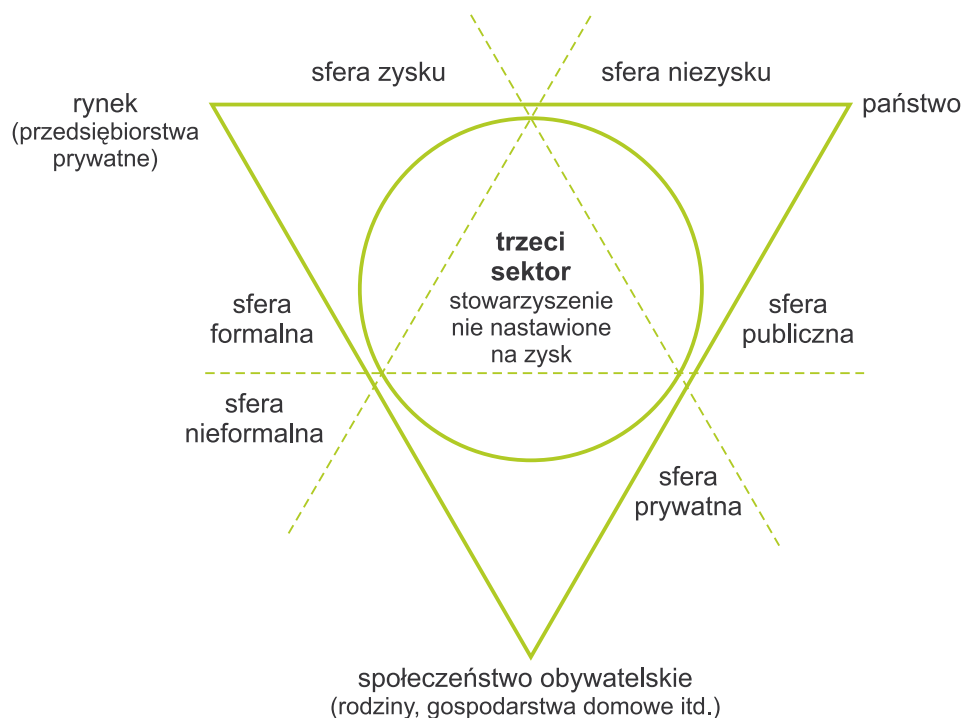 sfera zysku
sfera niezysku
rynek
(przedsiębiorstwa
prywatne)
państwo
trzeci
sektor
stowarzyszenie
nie nastawione
na zysk
sfera
formalna
sfera
publiczna
sfera
nieformalna
sfera
prywatna
społeczeństwo obywatelskie
(rodziny, gospodarstwa domowe itd.)